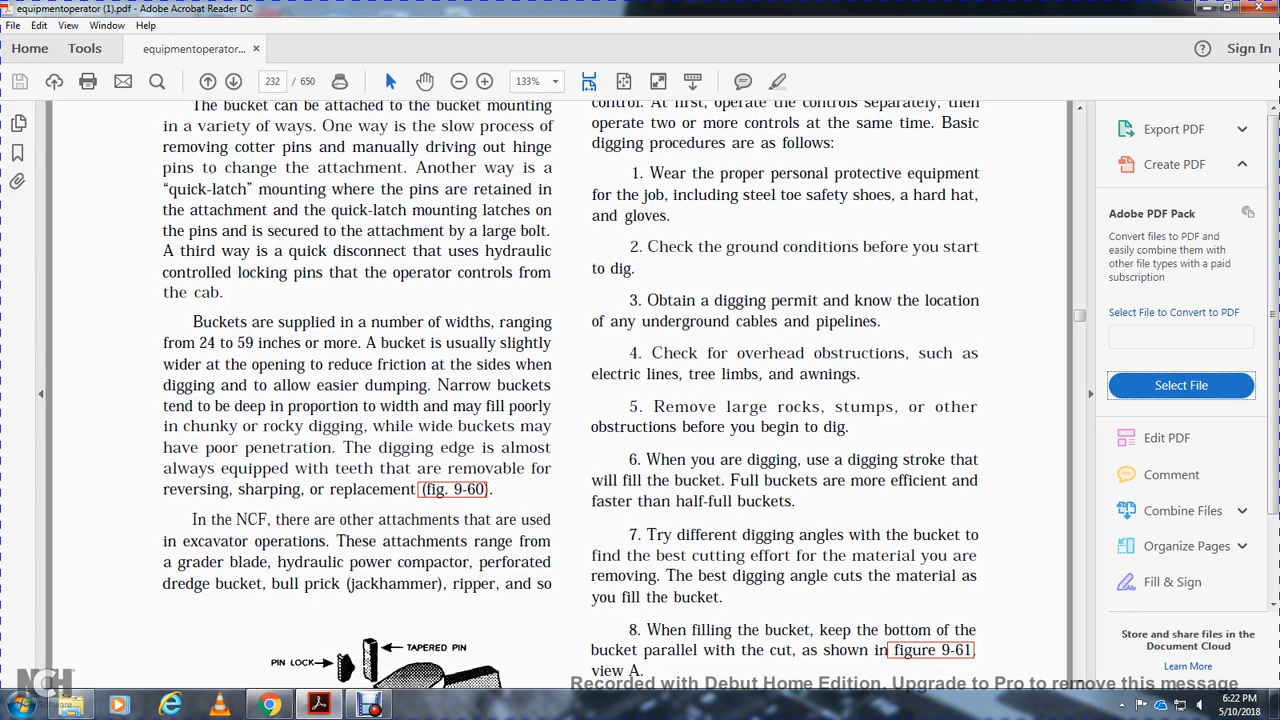 equipmentoperator (1).pdf - Adobe Acrobat Reader DC
File Edit View Window Help
Home Tools equipmentoperator... × Sign In
232 / 650 133%
The bucket can be attached to the bucket mounting
in a variety of ways. One way is the slow process of
removing cotter pins and manually driving out hinge
pins to change the attachment. Another way is a
“quick-latch” mounting where the pins are retained in
the attachment and the quick-latch mounting latches on
the pins and is secured to the attachment by a large bolt.
A third way is a quick disconnect that uses hydraulic
controlled locking pins that the operator controls from
the cab.
Buckets are supplied in a number of widths, ranging
from 24 to 59 inches or more. A bucket is usually slightly
wider at the opening to reduce friction at the sides when
digging and to allow easier dumping. Narrow buckets
tend to be deep in proportion to width and may fill poorly
in chunky or rocky digging, while wide buckets may
have poor penetration. The digging edge is almost
always equipped with teeth that are removable for
reversing, sharping, or replacement (fig. 9-60).
In the NCF, there are other attachments that are used
in excavator operations. These attachments range from
a grader blade, hydraulic power compactor, perforated
dredge bucket, bull prick (jackhammer), ripper, and so
TAPERED PIN
PIN LOCK
control. At first, operate the controls separately, then
operate two or more controls at the same time. Basic
digging procedures are as follows:
1. Wear the proper personal protective equipment
for the job, including steel toe safety shoes, a hard hat,
and gloves.
2. Check the ground conditions before you start
to dig.
3. Obtain a digging permit and know the location
of any underground cables and pipelines.
4. Check for overhead obstructions, such as
electric lines, tree limbs, and awnings.
5. Remove large rocks, stumps, or other
obstructions before you begin to dig.
6. When you are digging, use a digging stroke that
will fill the bucket. Full buckets are more efficient and
faster than half-full buckets.
7. Try different digging angles with the bucket to
find the best cutting effort for the material you are
removing. The best digging angle cuts the material as
you fill the bucket.
8. When filling the bucket, keep the bottom of the
bucket parallel with the cut, as shown in figure 9-61,
view A.
Export PDF
Create PDF
Adobe PDF Pack
Convert files to PDF and
easily combine them with
other file types with a paid
subscription
Select File to Convert to PDF
Select File
Edit PDF
Comment
Combine Files
Organize Pages
Fill & Sign
Store and share files in the
Document Cloud
Learn More
NCH Software
Recorded with Debut Home Edition. Upgrade to Pro to remove this message
6:22 PM
5/10/2018